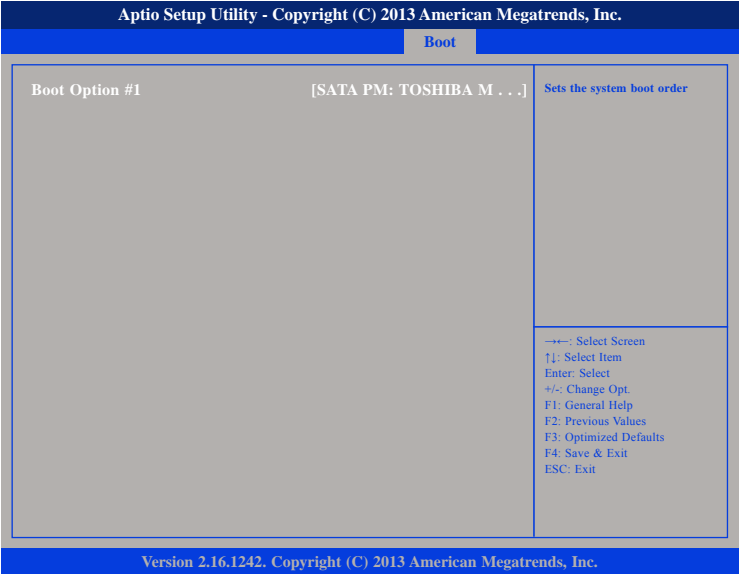 Aptio Setup Utility - Copyright (C) 2013 American Megatrends, Inc.
Boot
Boot Option #1 [SATA PM: TOSHIBA M . . .]
Sets the system boot order
→←: Select Screen
↑↓: Select Item
Enter: Select
+/-: Change Opt.
F1: General Help
F2: Previous Values
F3: Optimized Defaults
F4: Save & Exit
ESC: Exit
Version 2.16.1242. Copyright (C) 2013 American Megatrends, Inc.